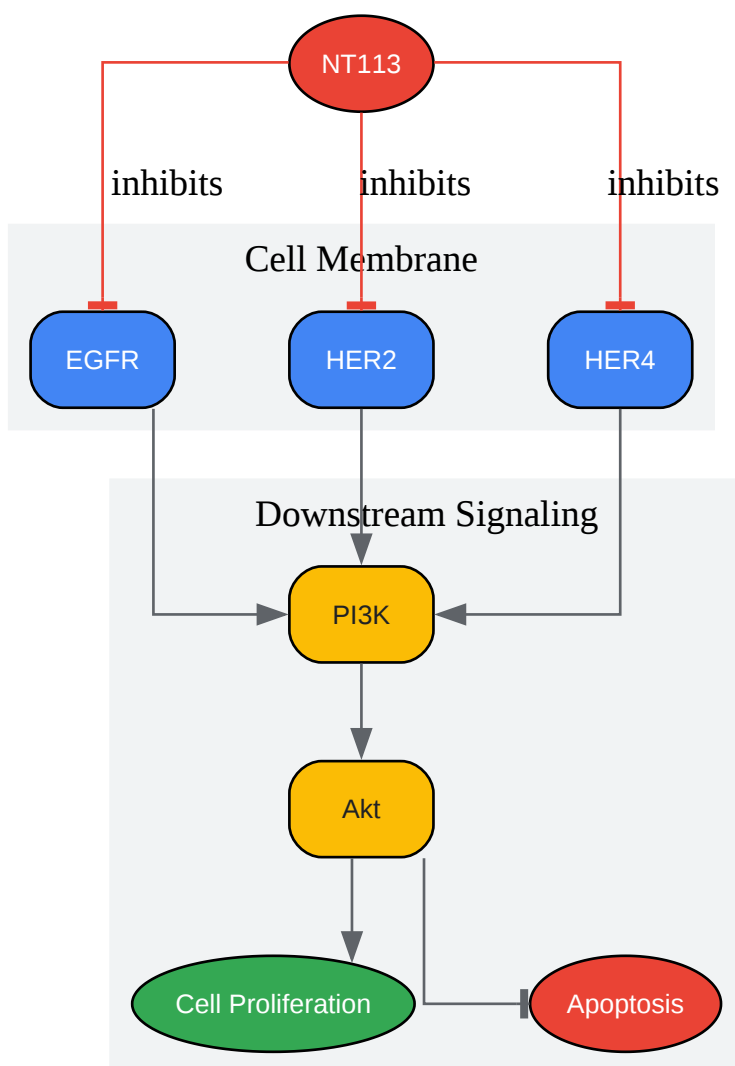 NT113
inhibits
inhibits
inhibits
Cell Membrane
EGFR
HER2
HER4
Downstream Signaling
PI3K
Akt
Cell Proliferation
Apoptosis